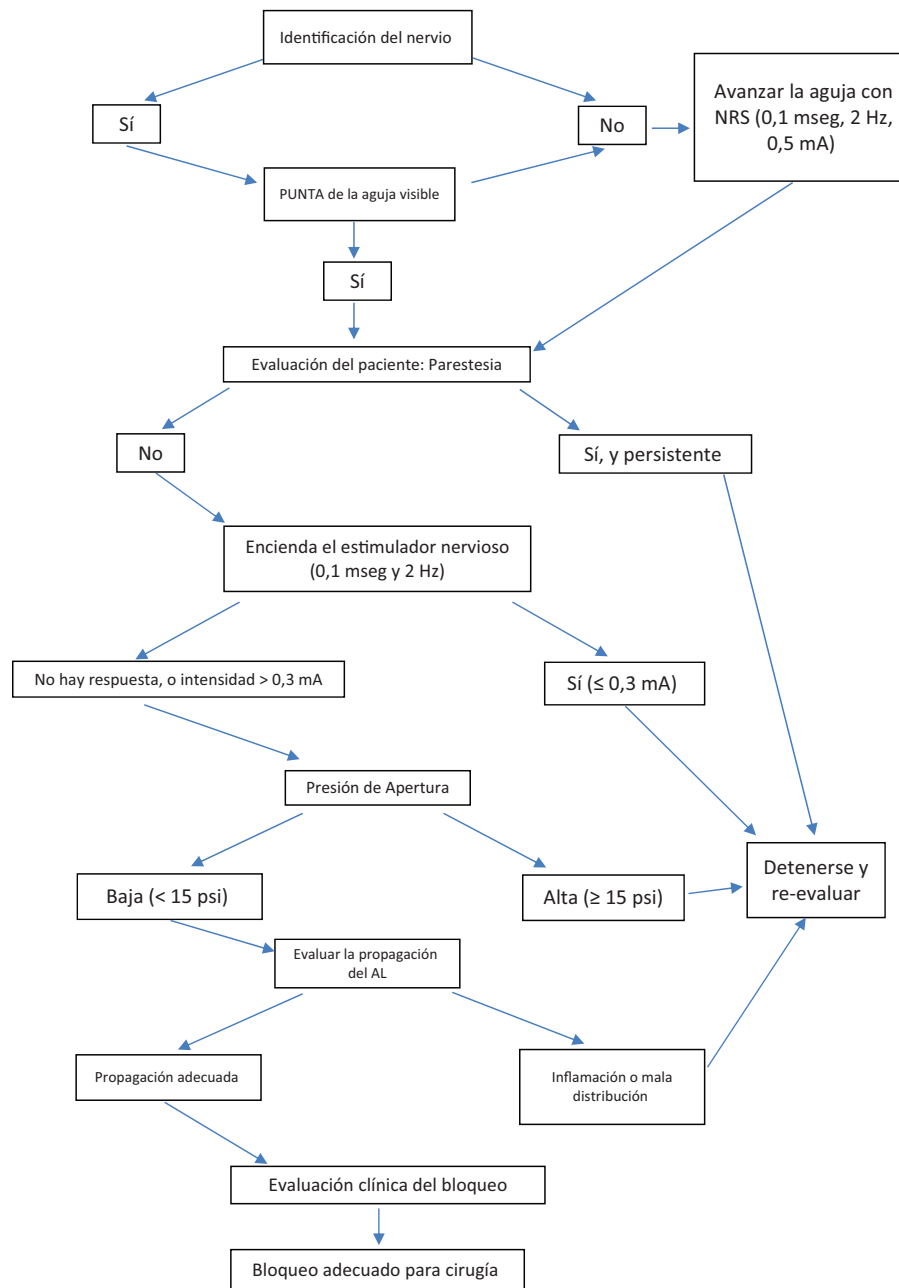 Identificación del nervio
Sí
No
Avanzar la aguja con
NRS (0,1 mseg, 2 Hz,
0,5 mA)
PUNTA de la aguja visible
Sí
Evaluación del paciente: Parestesia
No
Sí, y persistente
Encienda el estimulador nervioso
(0,1 mseg y 2 Hz)
No hay respuesta, o intensidad > 0,3 mA
Sí (≤ 0,3 mA)
Presión de Apertura
Baja (< 15 psi)
Alta (≥ 15 psi)
Detenerse y
re-evaluar
Evaluar la propagación
del AL
Propagación adecuada
Inflamación o mala
distribución
Evaluación clínica del bloqueo
Bloqueo adecuado para cirugía